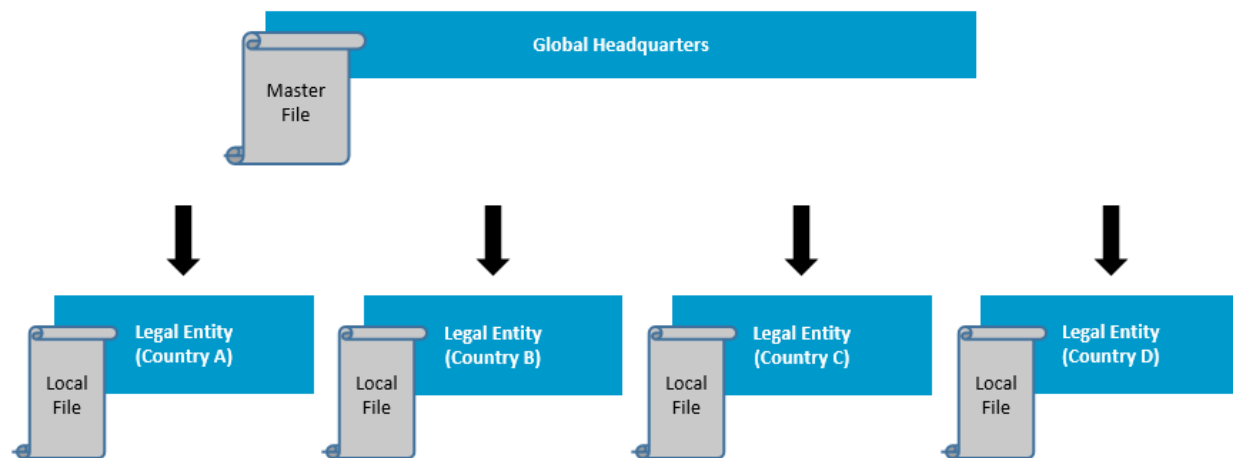 Global Headquarters
Master
File
Legal Entity
(Country A)
Local
File
Legal Entity
(Country B)
Local
File
Legal Entity
(Country C)
Local
File
Legal Entity
(Country D)
Local
File